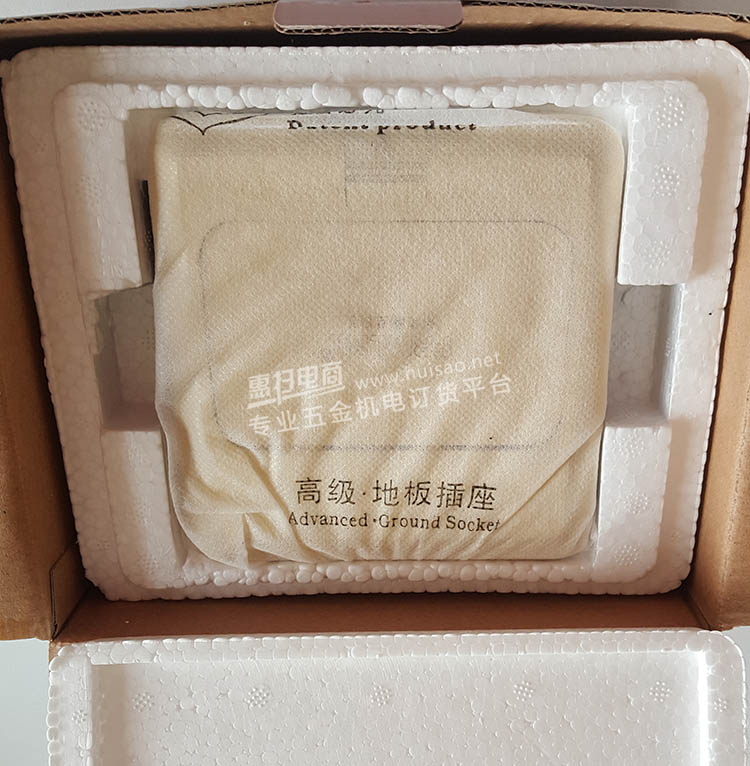 Patent product
惠扫电商 www.huisao.net
专业五金机电订货平台
高级·地板插座
Advanced·Ground Socket